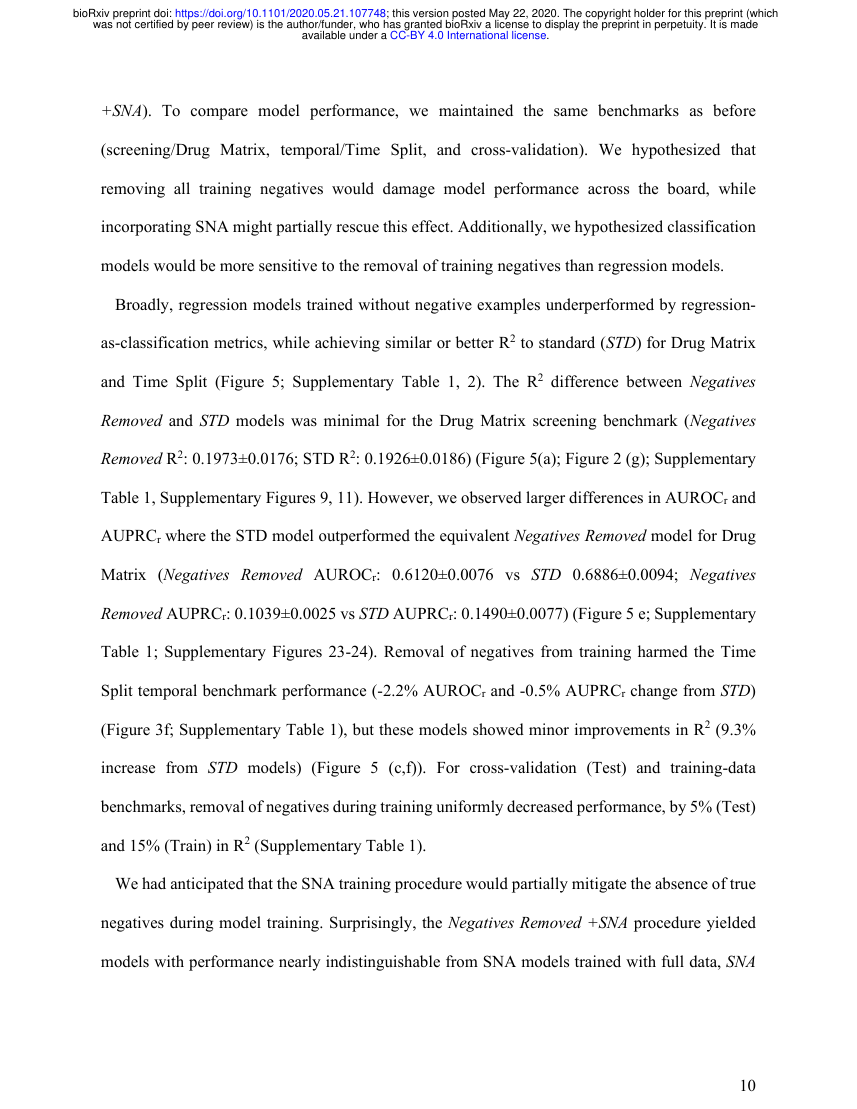 bioRxiv preprint doi: https://doi.org/10.1101/2020.05.21.107748; this version posted May 22, 2020. The copyright holder for this preprint (which
was not certified by peer review) is the author/funder, who has granted bioRxiv a license to display the preprint in perpetuity. It is made
available under a CC-BY 4.0 International license.
+SNA). To compare model performance, we maintained the same benchmarks as before
(screening/Drug Matrix, temporal/Time Split, and cross-validation). We hypothesized that
removing all training negatives would damage model performance across the board, while
incorporating SNA might partially rescue this effect. Additionally, we hypothesized classification
models would be more sensitive to the removal of training negatives than regression models.
Broadly, regression models trained without negative examples underperformed by regression-
as-classification metrics, while achieving similar or better R² to standard (STD) for Drug Matrix
and Time Split (Figure 5; Supplementary Table 1, 2). The R² difference between Negatives
Removed and STD models was minimal for the Drug Matrix screening benchmark (Negatives
Removed R²: 0.1973±0.0176; STD R²: 0.1926±0.0186) (Figure 5(a); Figure 2 (g); Supplementary
Table 1, Supplementary Figures 9, 11). However, we observed larger differences in AUROCᵣ and
AUPRCᵣ where the STD model outperformed the equivalent Negatives Removed model for Drug
Matrix (Negatives Removed AUROCᵣ: 0.6120±0.0076 vs STD 0.6886±0.0094; Negatives
Removed AUPRCᵣ: 0.1039±0.0025 vs STD AUPRCᵣ: 0.1490±0.0077) (Figure 5 e; Supplementary
Table 1; Supplementary Figures 23-24). Removal of negatives from training harmed the Time
Split temporal benchmark performance (-2.2% AUROCᵣ and -0.5% AUPRCᵣ change from STD)
(Figure 3f; Supplementary Table 1), but these models showed minor improvements in R² (9.3%
increase from STD models) (Figure 5 (c,f)). For cross-validation (Test) and training-data
benchmarks, removal of negatives during training uniformly decreased performance, by 5% (Test)
and 15% (Train) in R² (Supplementary Table 1).
We had anticipated that the SNA training procedure would partially mitigate the absence of true
negatives during model training. Surprisingly, the Negatives Removed +SNA procedure yielded
models with performance nearly indistinguishable from SNA models trained with full data, SNA
10